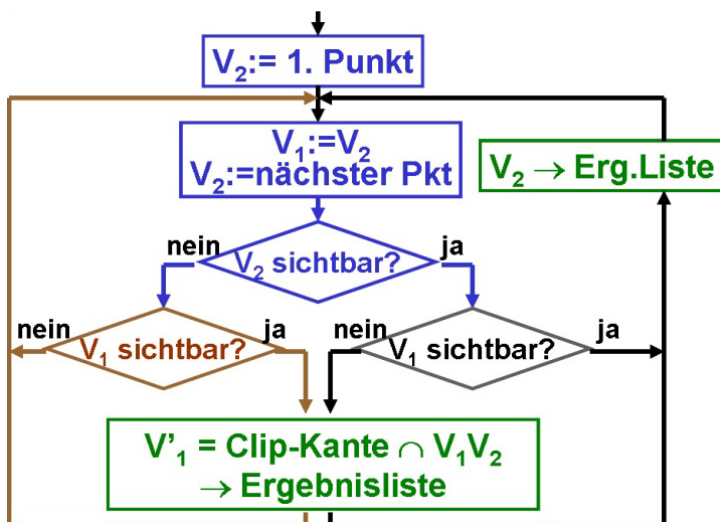 V₂:= 1. Punkt
V₁:=V₂
V₂:=nächster Pkt
V₂ → Erg.Liste
nein
ja
V₂ sichtbar?
nein
ja
nein
ja
V₁ sichtbar?
V₁ sichtbar?
V'₁ = Clip-Kante ∩ V₁V₂
→ Ergebnisliste